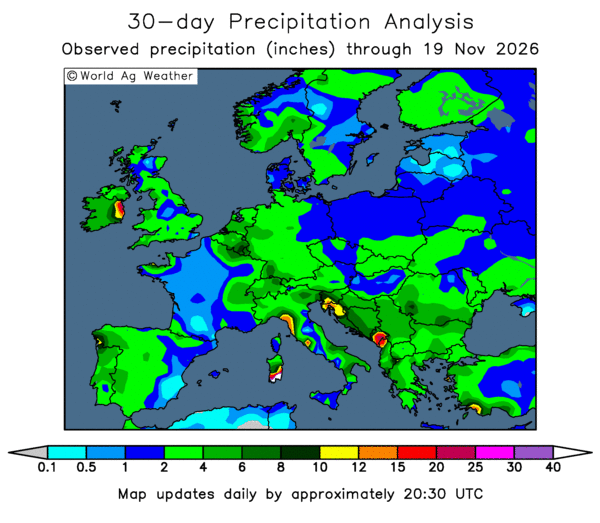 30-day Precipitation Analysis
Observed precipitation (inches) through 19 Nov 2026
© World Ag Weather
0.1 0.5 1 2 4 6 8 10 12 15 20 25 30 40
Map updates daily by approximately 20:30 UTC